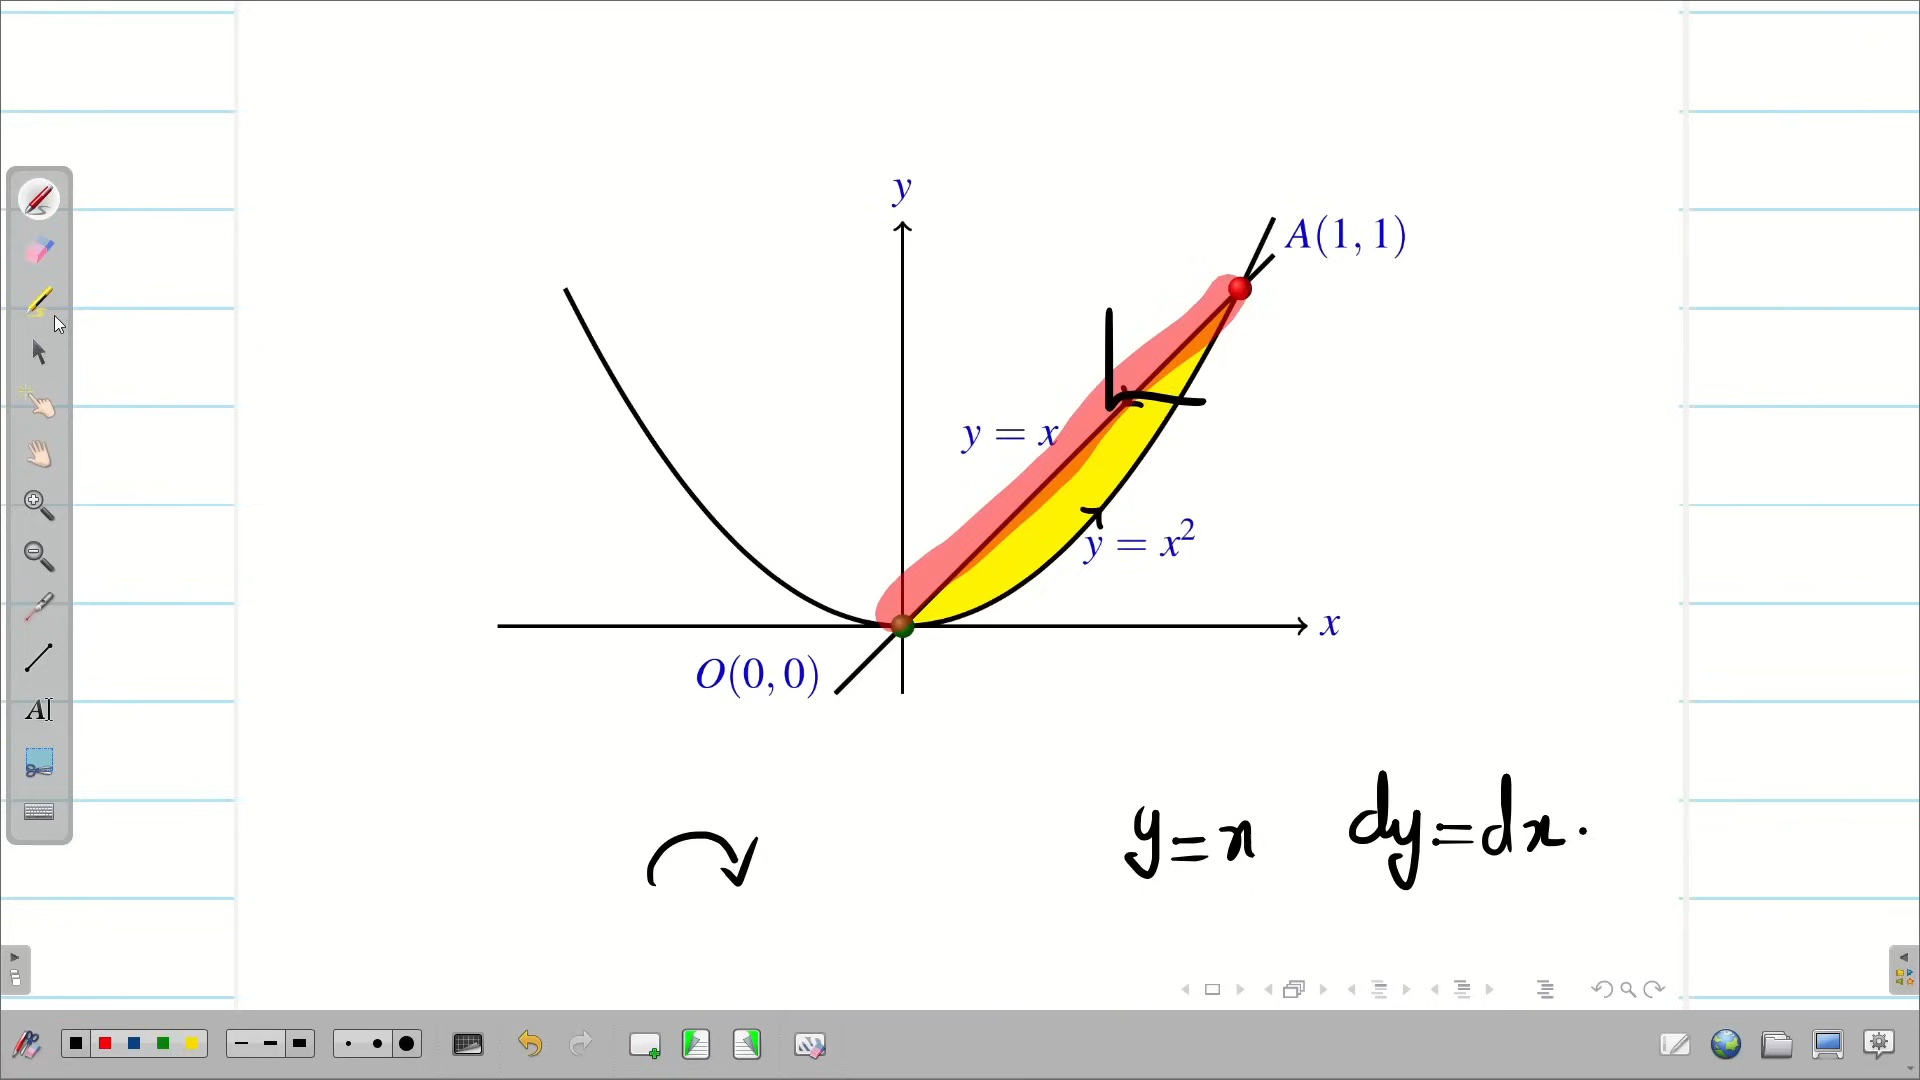 y
A(1, 1)
y = x
y = x²
x
O(0, 0)
y = x dy = dx.
A